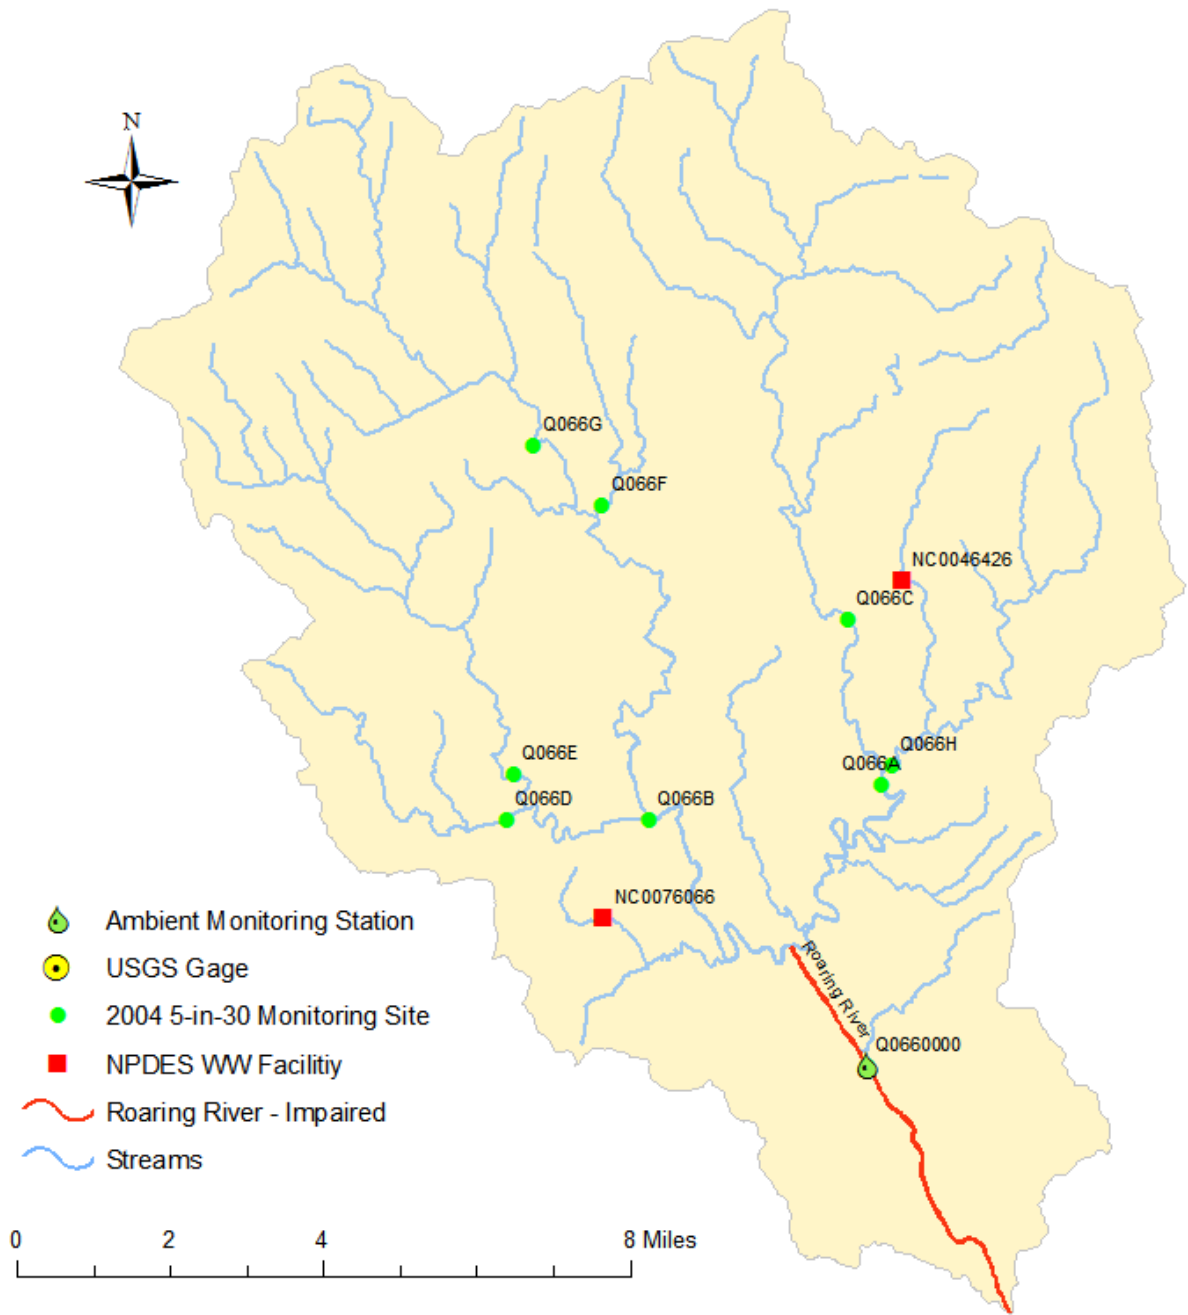 N
Q066G
Q066F
NC0046426
Q066C
Q066H
Q066A
Q066E
Q066D
Q066B
NC0076066
Roaring River
Q0660000
Ambient Monitoring Station
USGS Gage
2004 5-in-30 Monitoring Site
NPDES WW Facilitiy
Roaring River - Impaired
Streams
0 2 4 8 Miles